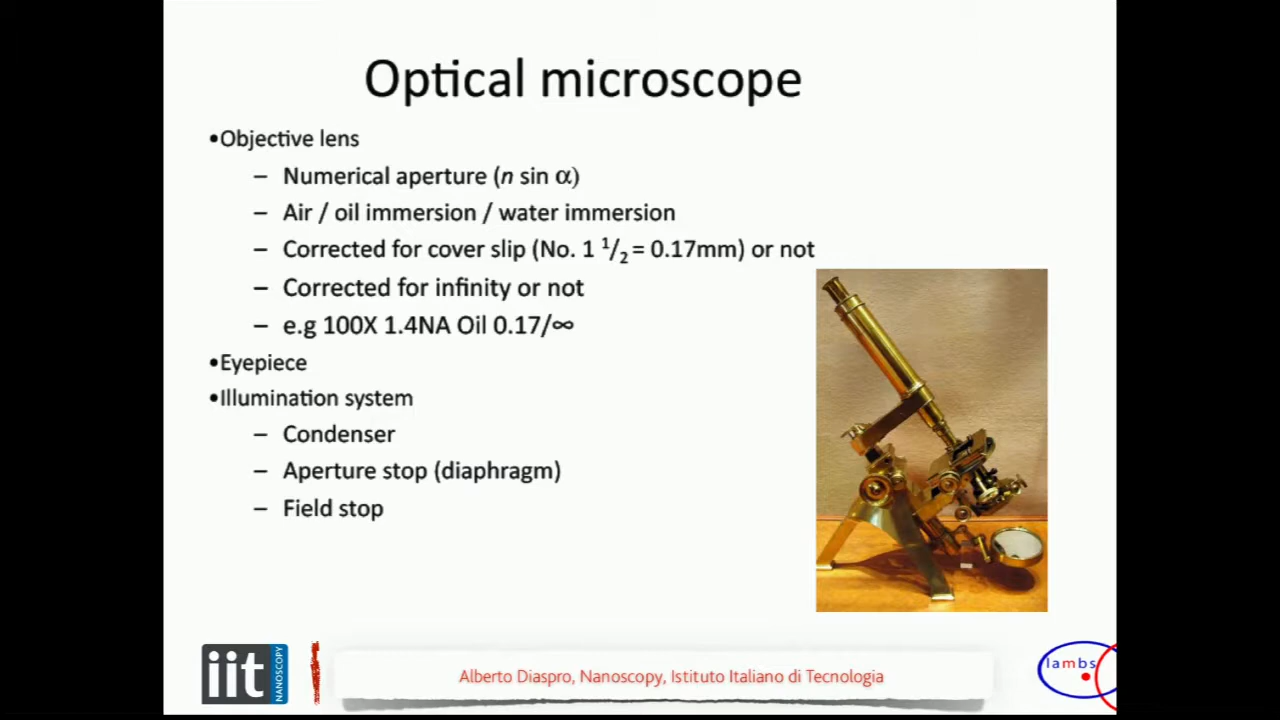 Optical microscope
•Objective lens
– Numerical aperture (n sin α)
– Air / oil immersion / water immersion
– Corrected for cover slip (No. 1 1/2 = 0.17mm) or not
– Corrected for infinity or not
– e.g 100X 1.4NA Oil 0.17/∞
•Eyepiece
•Illumination system
– Condenser
– Aperture stop (diaphragm)
– Field stop
iit NANOSCOPY
Alberto Diaspro, Nanoscopy, Istituto Italiano di Tecnologia
lambs